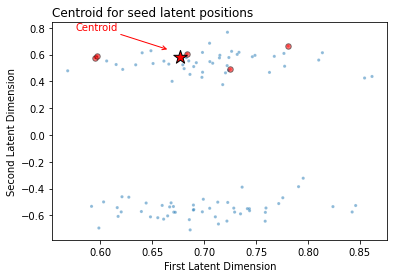 Centroid for seed latent positions
Centroid
0.8
0.6
0.4
0.2
0.0
−0.2
−0.4
−0.6
Second Latent Dimension
0.60 0.65 0.70 0.75 0.80 0.85
First Latent Dimension